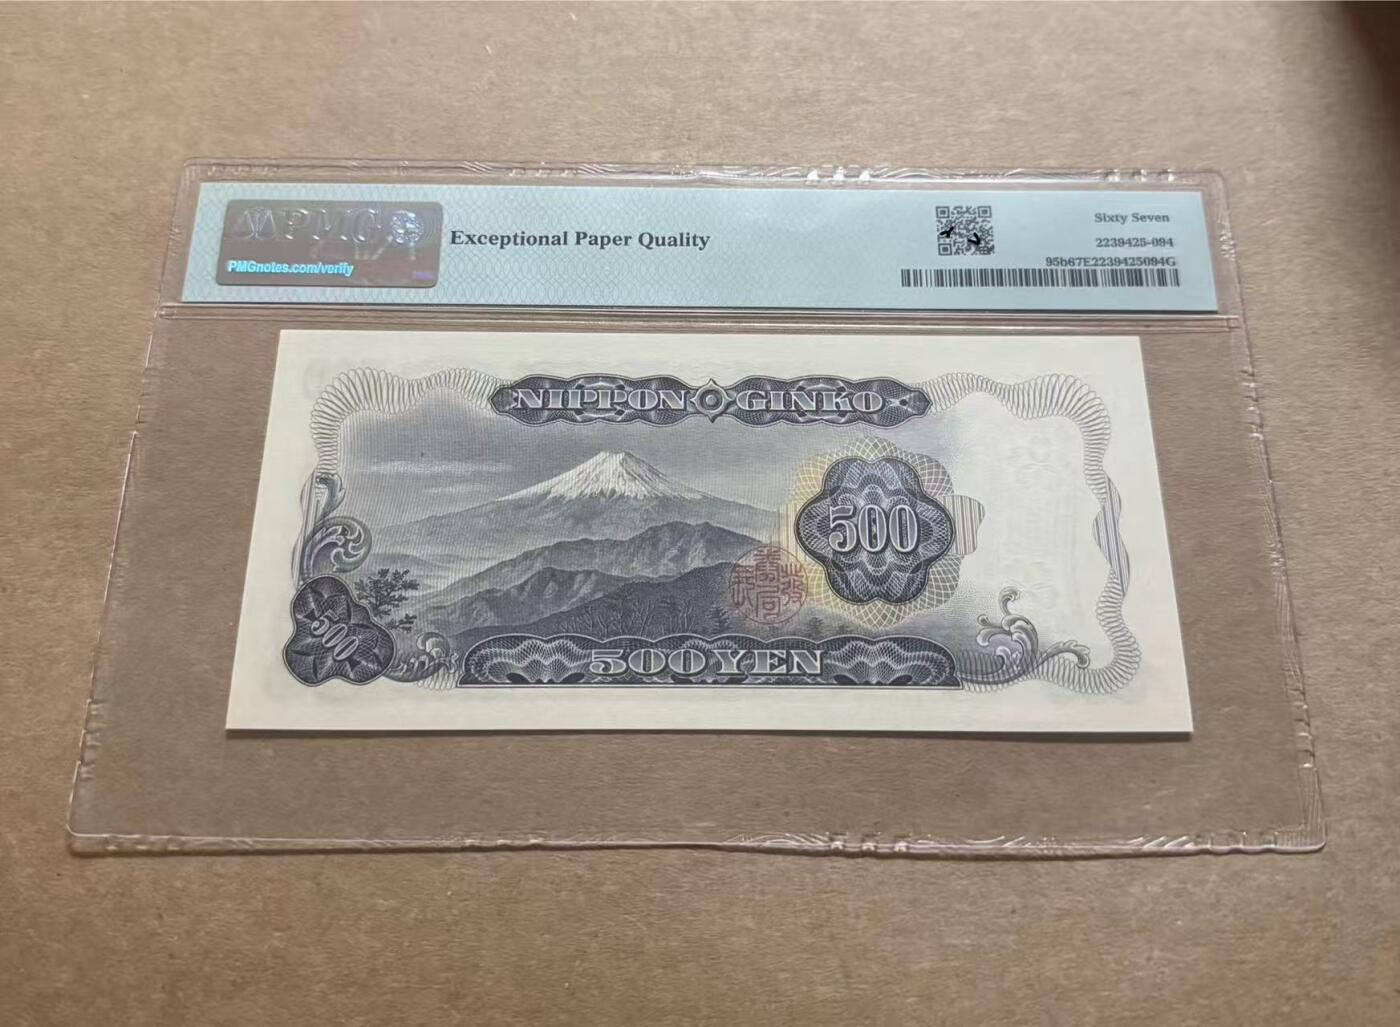 PMG
PMGnotes.com/verify
Exceptional Paper Quality
Sixty Seven
2239425-094
95b67E2239425094G
NIPPON GINKO
500
500
500 YEN